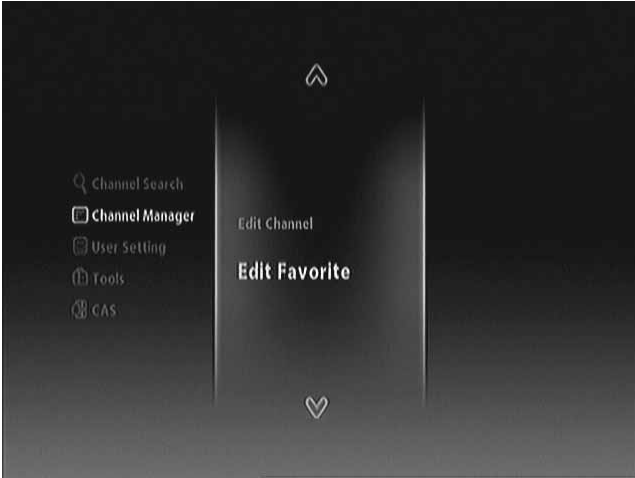 Channel Search
Channel Manager
User Setting
Tools
CAS
Edit Channel
Edit Favorite